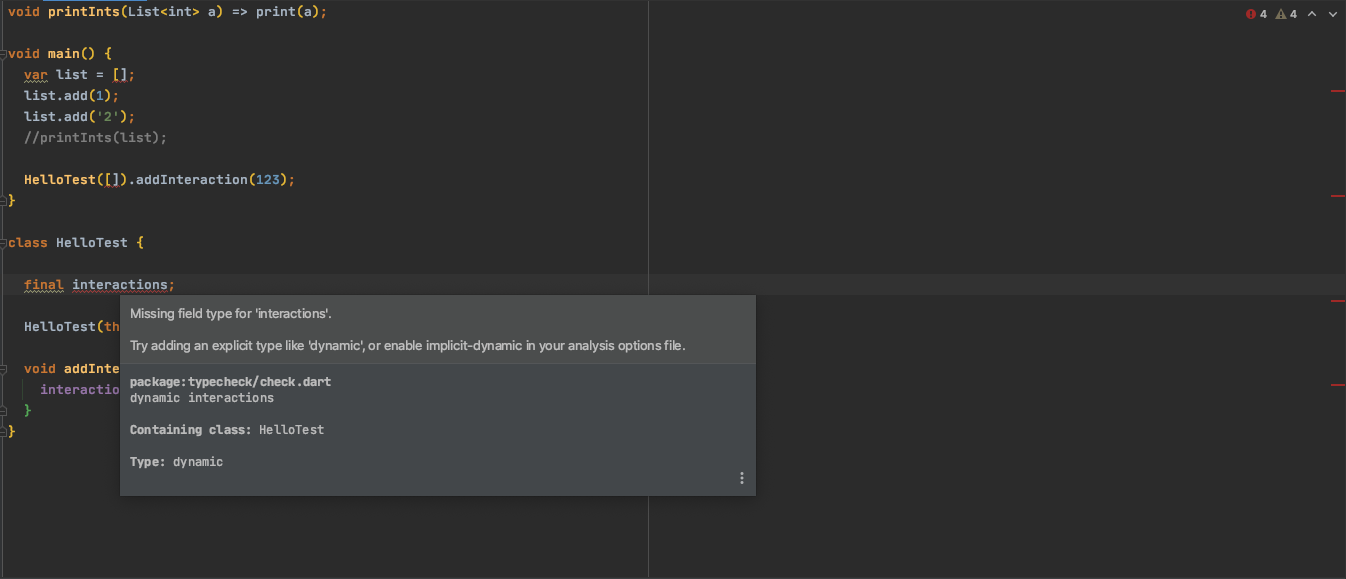 void printInts(List<int> a) => print(a);
4 4
void main() {
var list = [];
list.add(1);
list.add('2');
//printInts(list);
HelloTest([]).addInteraction(123);
}
class HelloTest {
final interactions;
Missing field type for 'interactions'.
HelloTest(th
Try adding an explicit type like 'dynamic', or enable implicit-dynamic in your analysis options file.
void addInte
package:typecheck/check.dart
interactio
dynamic interactions
}
}
Containing class: HelloTest
Type: dynamic